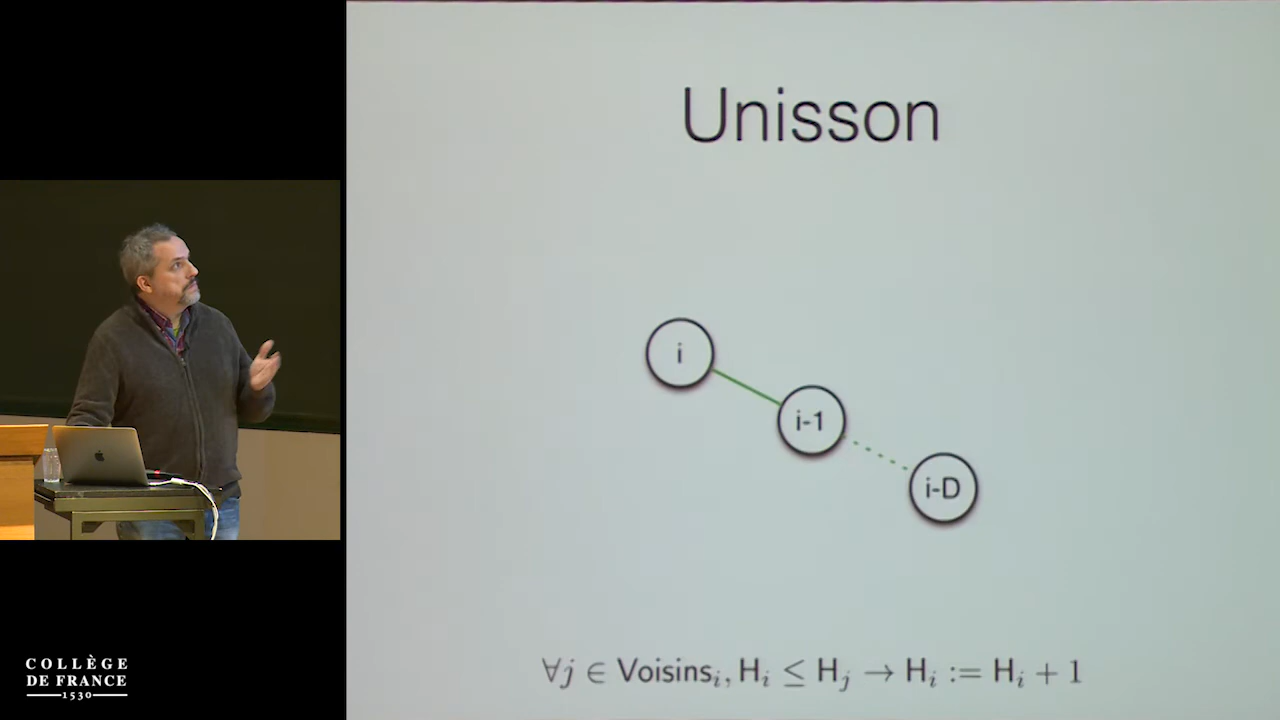 Unisson
i
i-1
i-D
∀j ∈ Voisins_i, H_i ≤ H_j → H_i := H_i + 1
COLLÈGE
DE FRANCE
1530